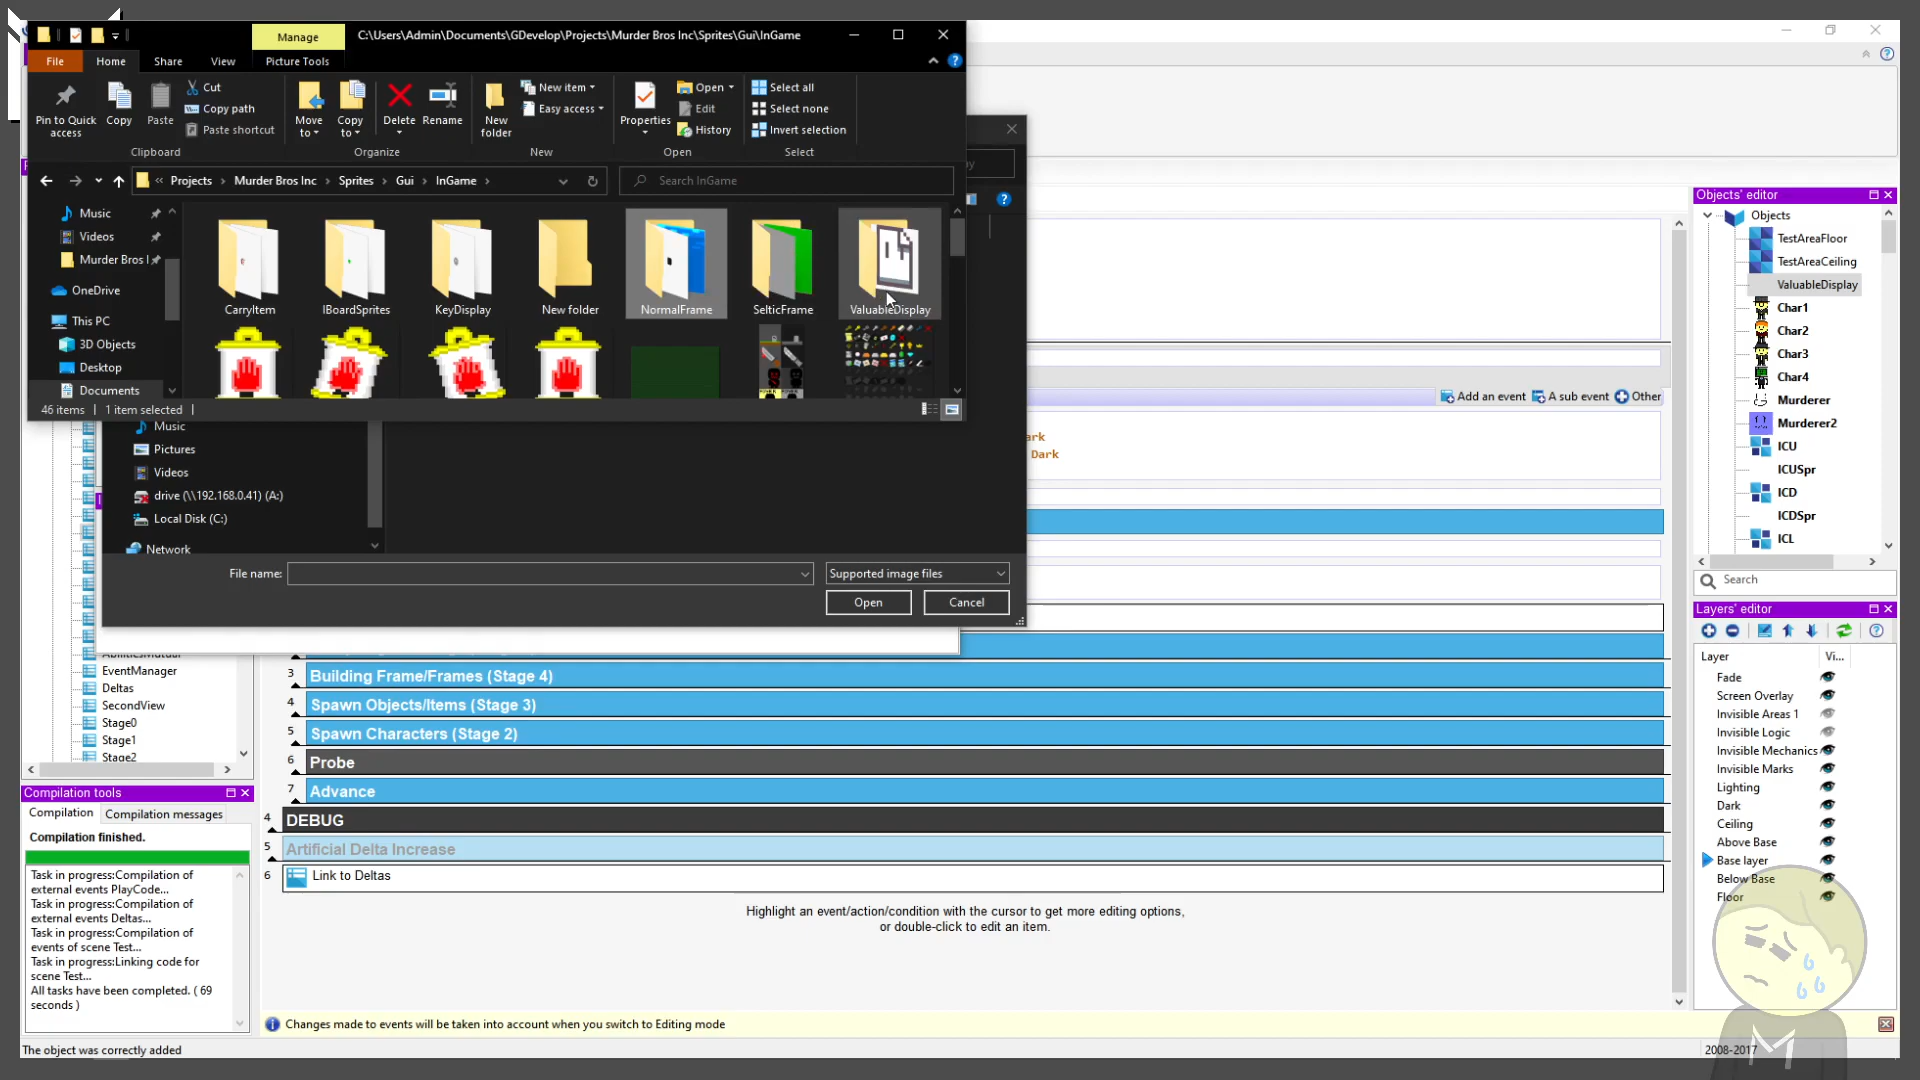 Manage
C:\Users\Admin\Documents\GDevelop\Projects\Murder Bros Inc\Sprites\Gui\InGame
File
Home
Share
View
Picture Tools
Pin to Quick access
Copy
Paste
Cut
Copy path
Paste shortcut
Clipboard
Move to
Copy to
Delete
Rename
Organize
New folder
New item
Easy access
New
Properties
Open
Edit
History
Open
Select all
Select none
Invert selection
Select
« Projects > Murder Bros Inc > Sprites > Gui > InGame >
Search InGame
Music
Videos
Murder Bros I
OneDrive
This PC
3D Objects
Desktop
Documents
CarryItem
IBoardSprites
KeyDisplay
New folder
NormalFrame
SelticFrame
ValuableDisplay
46 items
1 item selected
Music
Pictures
Videos
drive (\\192.168.0.41) (A:)
Local Disk (C:)
Network
File name:
Supported image files
Open
Cancel
Add an event
A sub event
Other
ark
Dark
EventManager
Deltas
SecondView
Stage0
Stage1
Stage2
3 Building Frame/Frames (Stage 4)
4 Spawn Objects/Items (Stage 3)
5 Spawn Characters (Stage 2)
6 Probe
7 Advance
4 DEBUG
5 Artificial Delta Increase
6 Link to Deltas
Highlight an event/action/condition with the cursor to get more editing options,
or double-click to edit an item.
Compilation tools
Compilation
Compilation messages
Compilation finished.
Task in progress:Compilation of
external events PlayCode...
Task in progress:Compilation of
external events Deltas...
Task in progress:Compilation of
events of scene Test...
Task in progress:Linking code for
scene Test...
All tasks have been completed. ( 69
seconds )
Changes made to events will be taken into account when you switch to Editing mode
The object was correctly added
2008-2017
Objects' editor
Objects
TestAreaFloor
TestAreaCeiling
ValuableDisplay
Char1
Char2
Char3
Char4
Murderer
Murderer2
ICU
ICUSpr
ICD
ICDSpr
ICL
Search
Layers' editor
Layer
Vi...
Fade
Screen Overlay
Invisible Areas 1
Invisible Logic
Invisible Mechanics
Invisible Marks
Lighting
Dark
Ceiling
Above Base
Base layer
Below Base
Floor